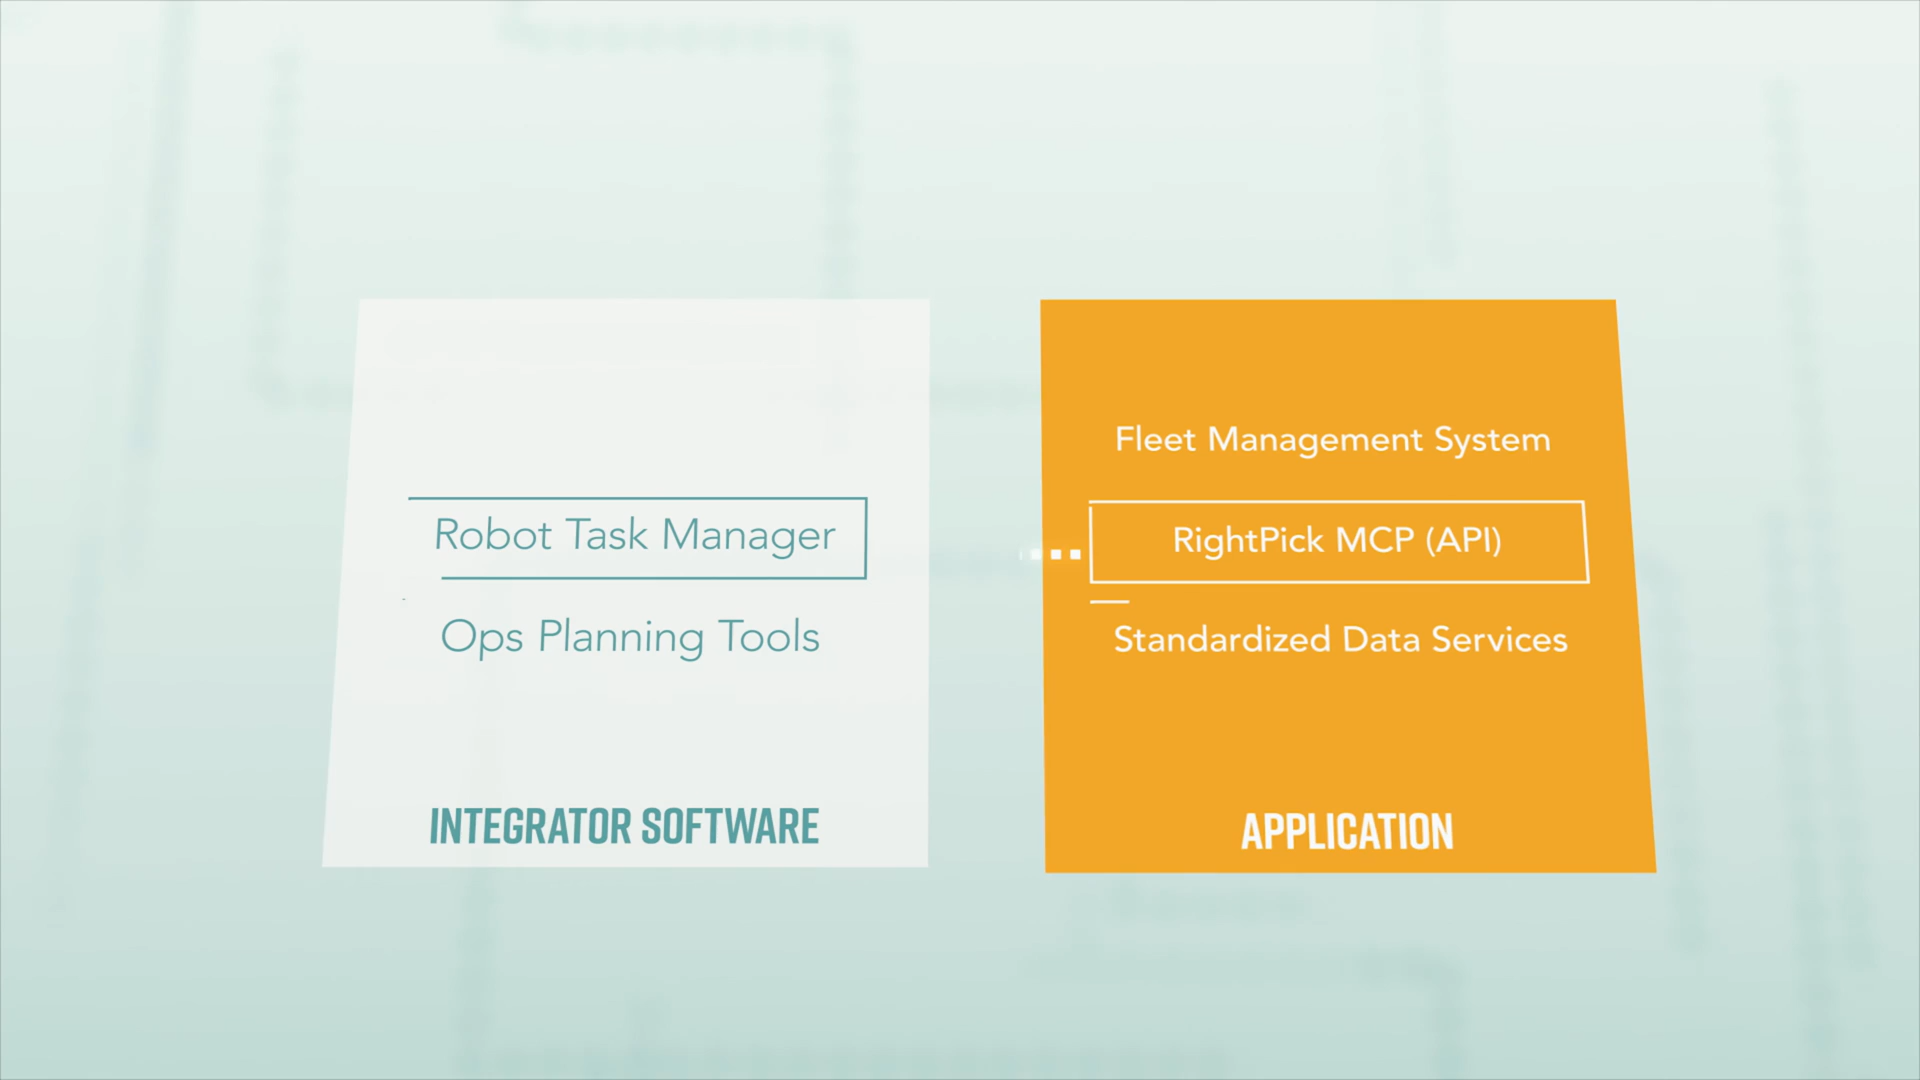 Robot Task Manager
Ops Planning Tools
INTEGRATOR SOFTWARE
Fleet Management System
RightPick MCP (API)
Standardized Data Services
APPLICATION